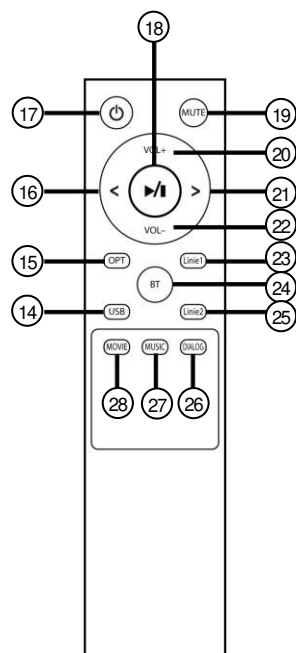 18
17
MUTE
19
VOL+
20
16
<
>
21
VOL–
22
15
OPT
Linie1
23
BT
24
14
USB
Linie2
25
MOVIE
MUSIC
DIALOG
28
27
26